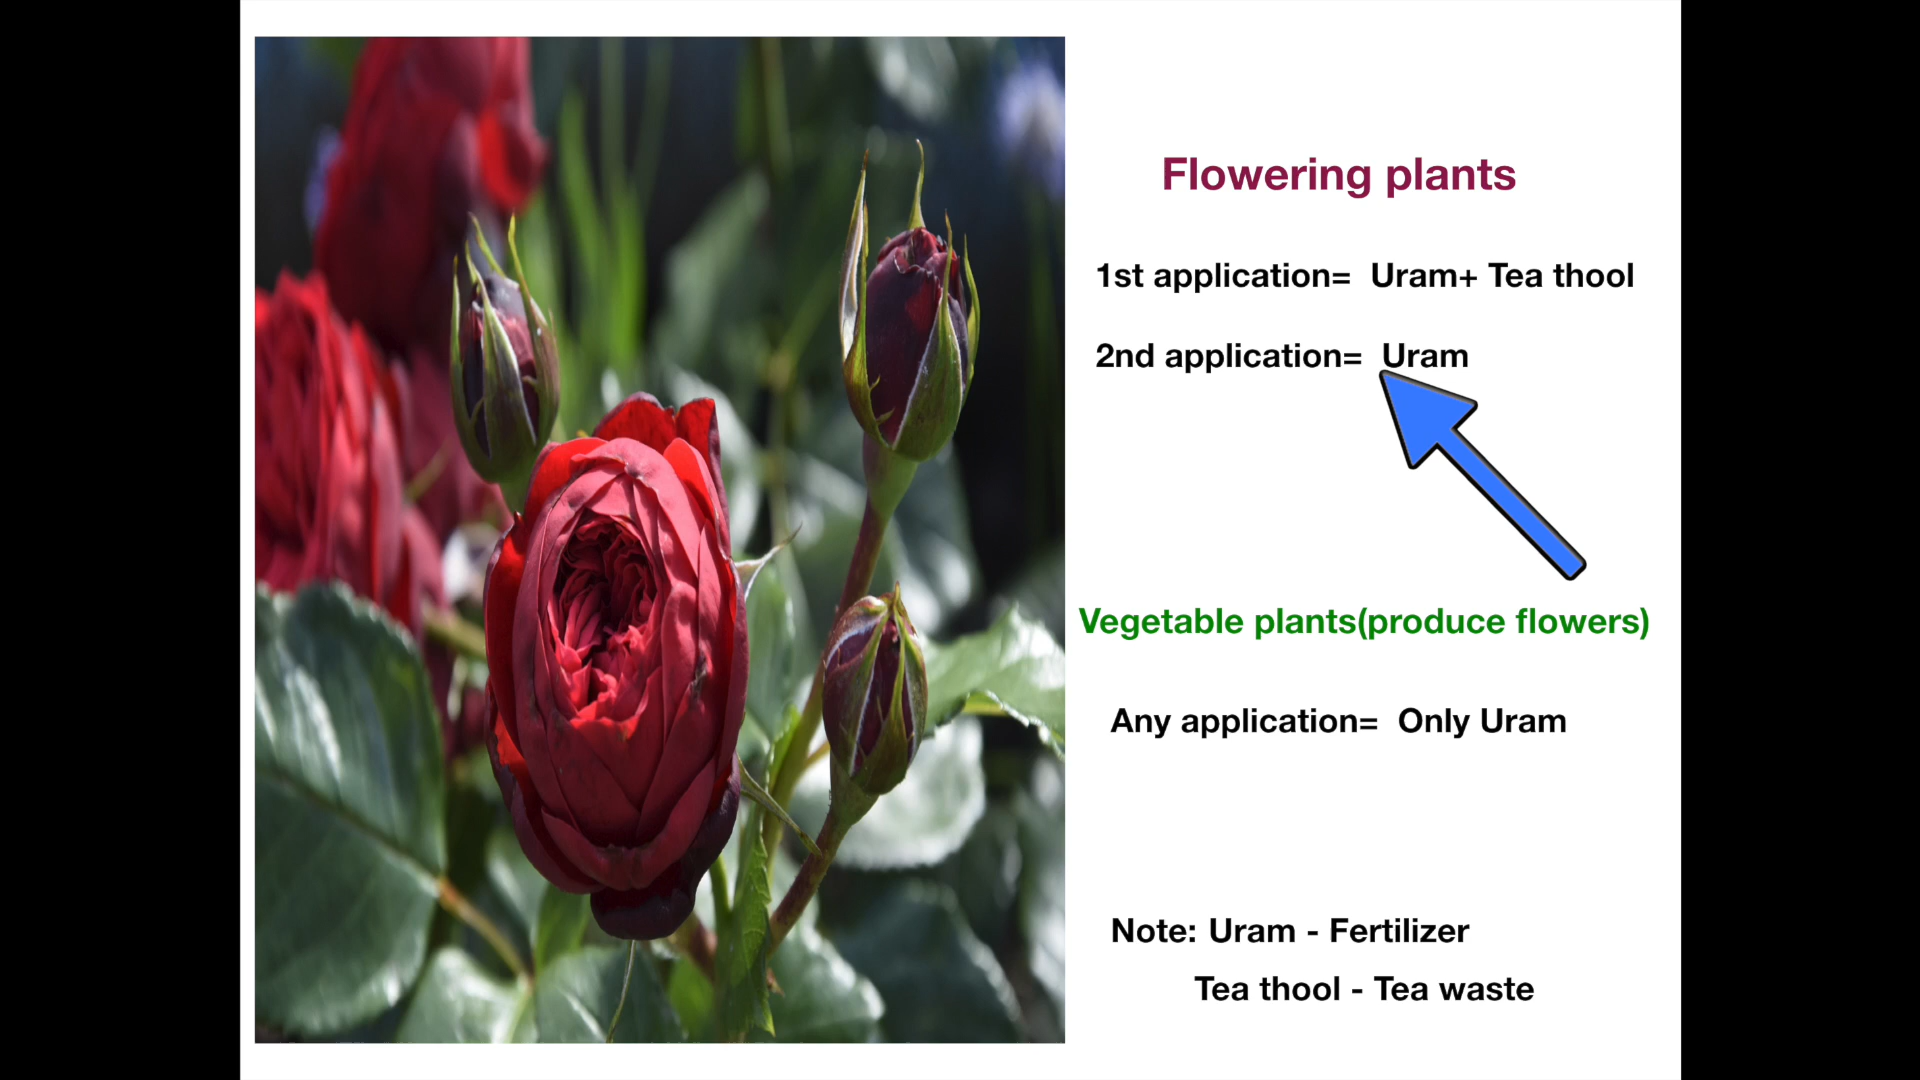 Flowering plants
1st application= Uram+ Tea thool
2nd application= Uram
Vegetable plants(produce flowers)
Any application= Only Uram
Note: Uram - Fertilizer
Tea thool - Tea waste